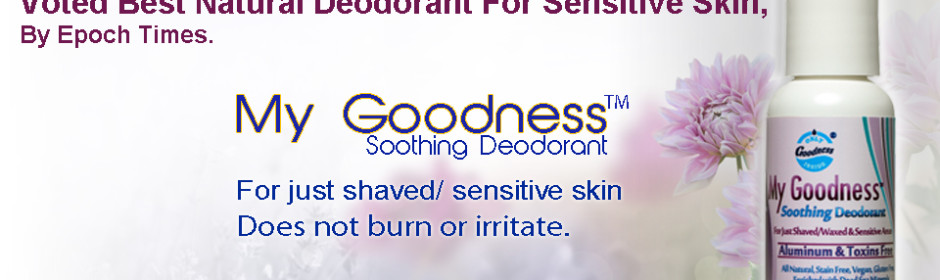 Voted Best Natural Deodorant For Sensitive Skin,
By Epoch Times.
My Goodness™
Soothing Deodorant
For just shaved/ sensitive skin
Does not burn or irritate.
ONLY
Goodness
INSIDE
My Goodness
Soothing Deodorant
For Just Shaved/Waxed & Sensitive Areas
Aluminum & Toxins Free
All Natural, Stain Free, Vegan, Gluten